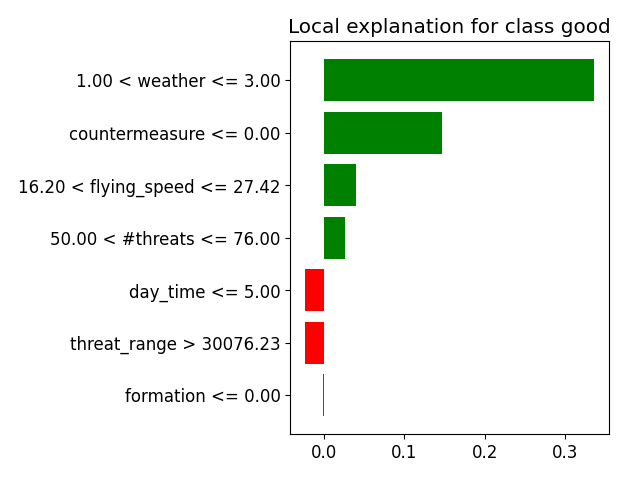 Local explanation for class good
1.00 < weather <= 3.00
countermeasure <= 0.00
16.20 < flying_speed <= 27.42
50.00 < #threats <= 76.00
day_time <= 5.00
threat_range > 30076.23
formation <= 0.00
0.0 0.1 0.2 0.3